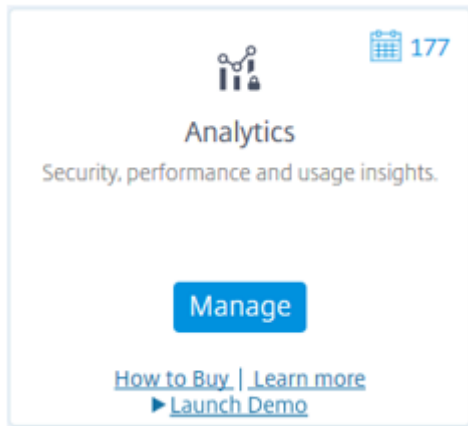 177
Analytics
Security, performance and usage insights.
Manage
How to Buy | Learn more
▶ Launch Demo